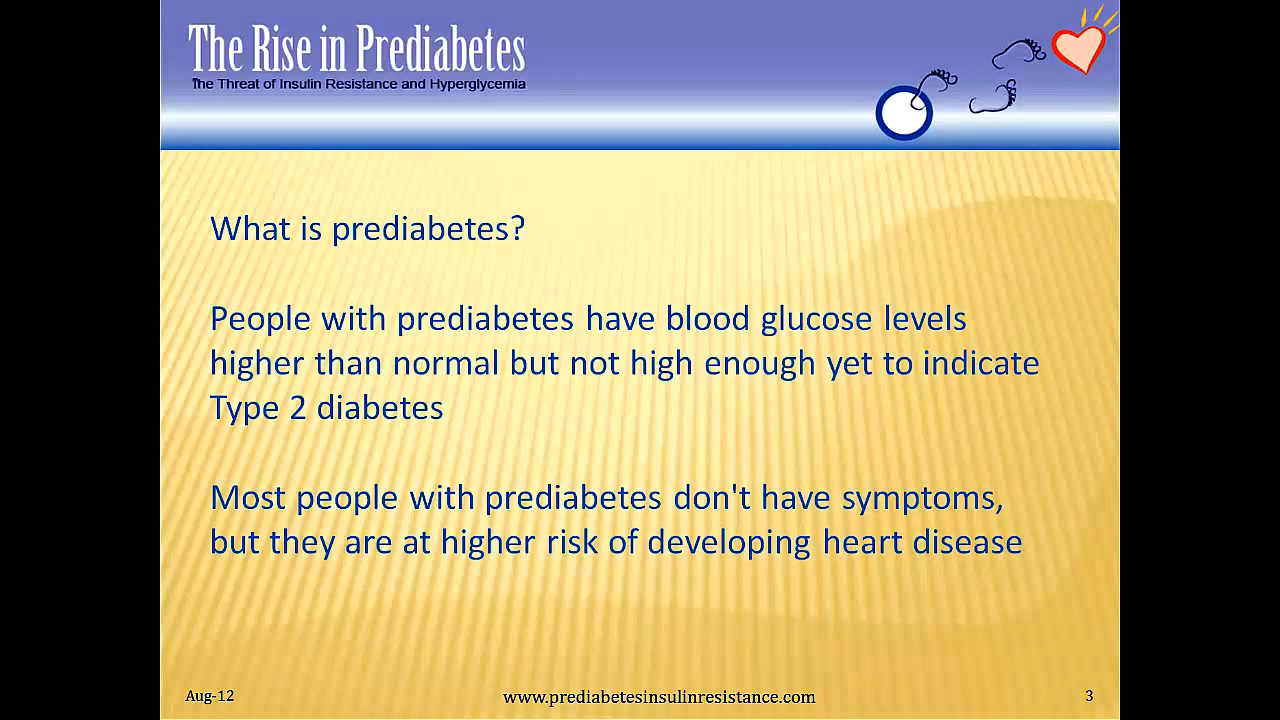 The Rise in Prediabetes
The Threat of Insulin Resistance and Hyperglycemia
What is prediabetes?
People with prediabetes have blood glucose levels
higher than normal but not high enough yet to indicate
Type 2 diabetes
Most people with prediabetes don't have symptoms,
but they are at higher risk of developing heart disease
Aug-12
www.prediabetesinsulinresistance.com
3